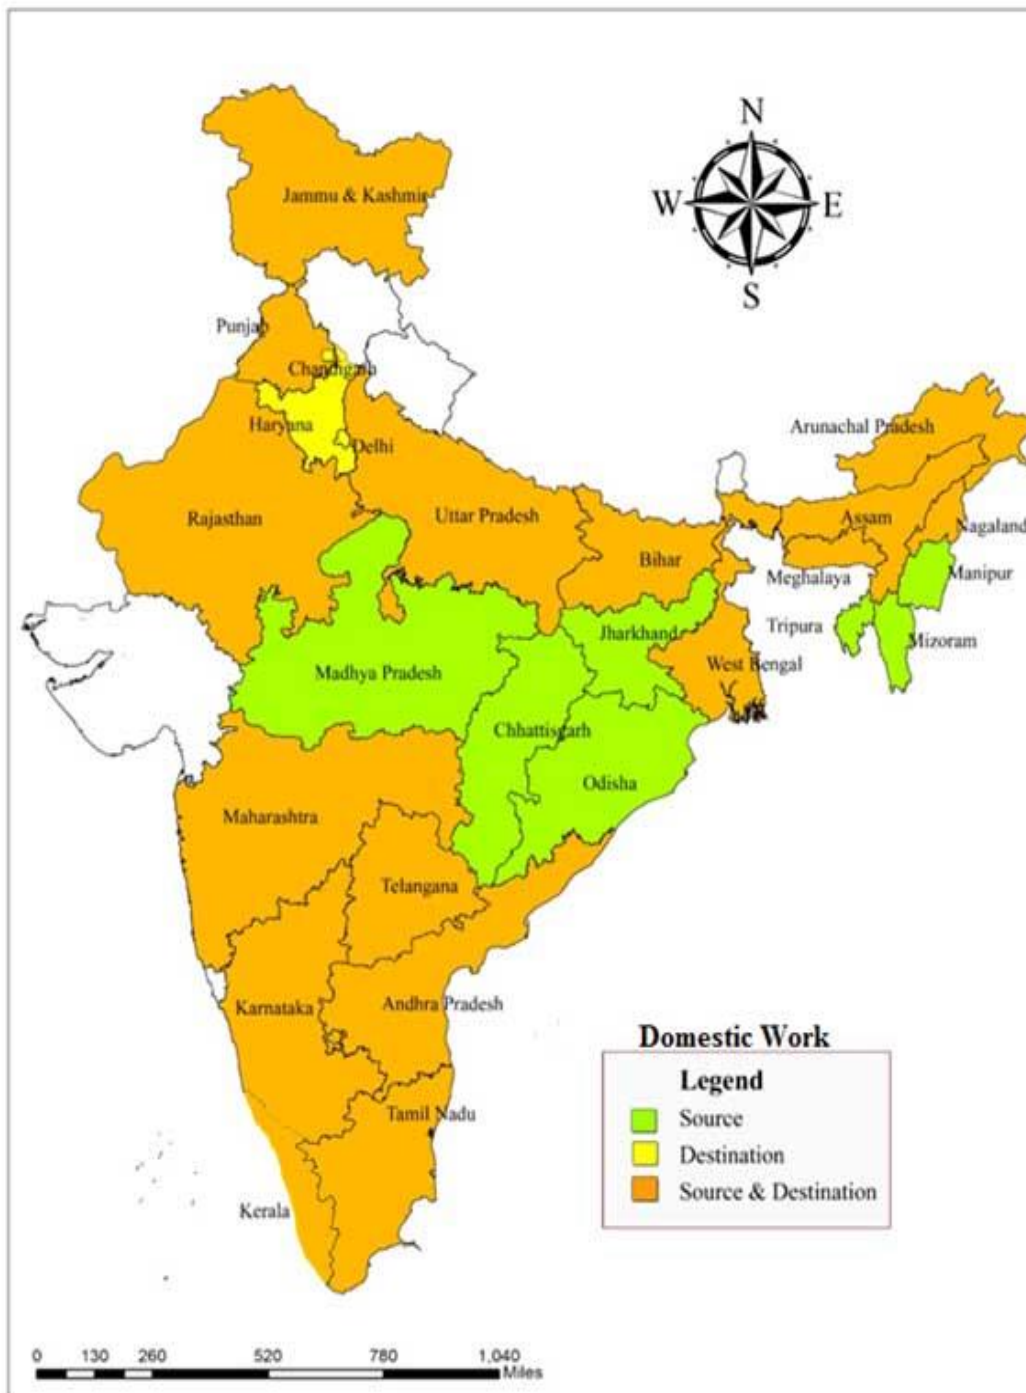 N
W E
S
Jammu & Kashmir
Punjab
Chandigarh
Haryana
Delhi
Arunachal Pradesh
Rajasthan
Uttar Pradesh
Assam
Nagaland
Bihar
Meghalaya
Manipur
Tripura
Jharkhand
Mizoram
Madhya Pradesh
West Bengal
Chhattisgarh
Odisha
Maharashtra
Telangana
Karnataka
Andhra Pradesh
Tamil Nadu
Kerala
Domestic Work
Legend
Source
Destination
Source & Destination
0 130 260 520 780 1,040
Miles